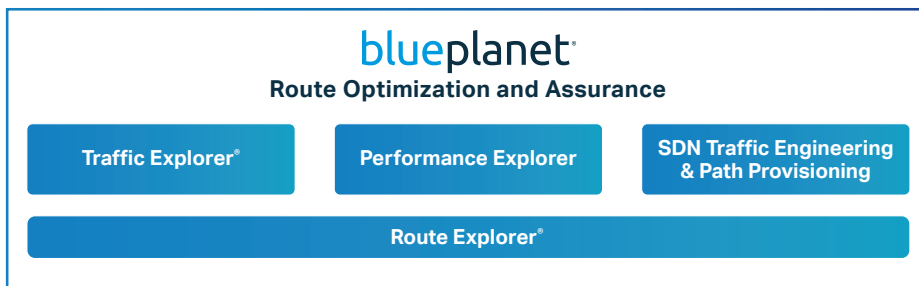 blueplanet®
Route Optimization and Assurance
Traffic Explorer®
Performance Explorer
SDN Traffic Engineering
& Path Provisioning
Route Explorer®